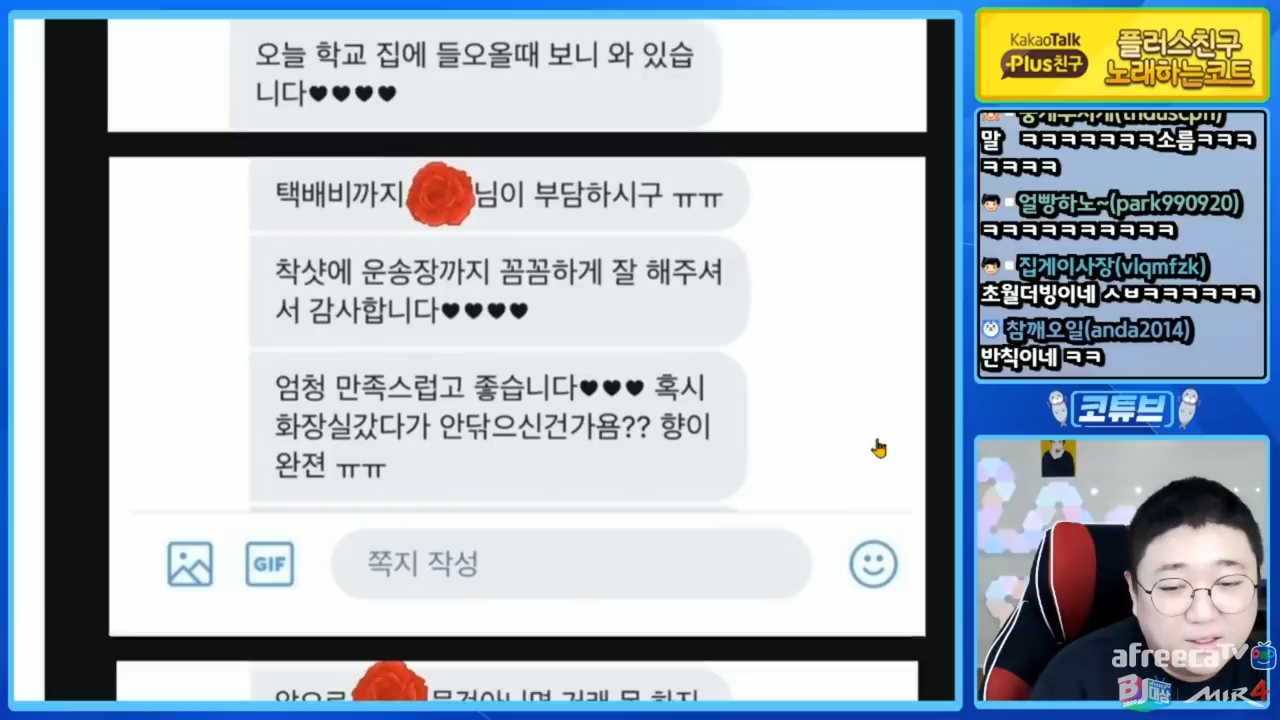 오늘 학교 집에 들오올때 보니 와 있습
니다♥♥♥♥
택배비까지 님이 부담하시구 ㅠㅠ
착샷에 운송장까지 꼼꼼하게 잘 해주셔
서 감사합니다♥♥♥♥
엄청 만족스럽고 좋습니다♥♥♥ 혹시
화장실갔다가 안닦으신건가욤?? 향이
완젼 ㅠㅠ
GIF
쪽지 작성
KakaoTalk
Plus친구
플러스친구
노래하는코트
말 ㅋㅋㅋㅋㅋㅋㅋ소름ㅋㅋㅋ
ㅋㅋㅋㅋ
얼빵하노~(park990920)
ㅋㅋㅋㅋㅋㅋㅋㅋㅋㅋ
집게이사장(vlqmfzk)
초월더빙이네 ㅅㅂㅋㅋㅋㅋㅋㅋ
참깨오일(anda2014)
반칙이네 ㅋㅋ
코튜브
afreecaTV
BJ대상
MIR4